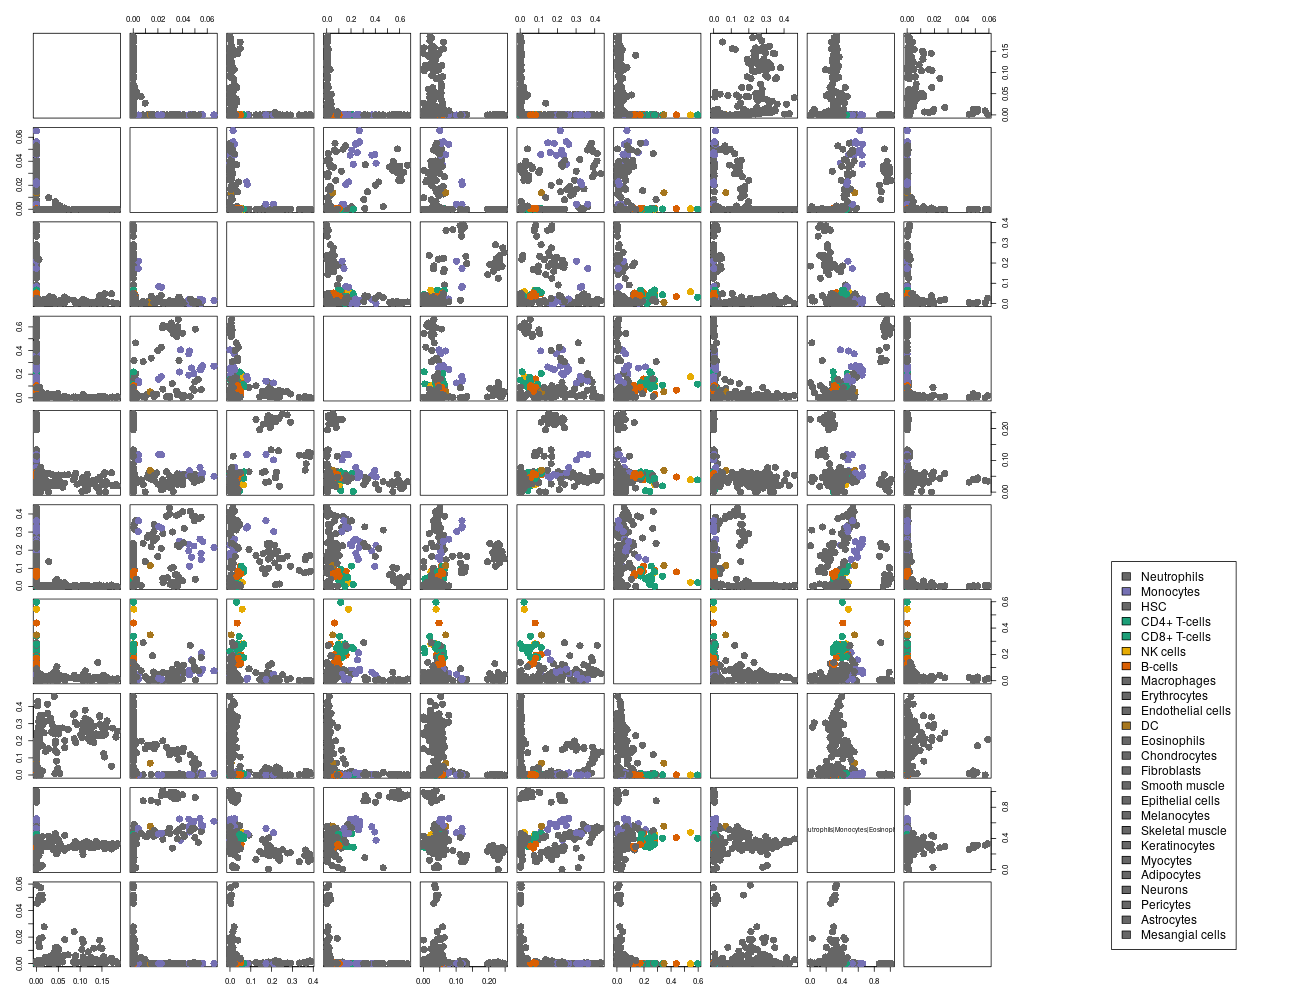 0.00 0.02 0.04 0.06
0.0 0.2 0.4 0.6
0.0 0.1 0.2 0.3 0.4
0.0 0.1 0.2 0.3 0.4
0.00 0.02 0.04 0.06
0.00 0.05 0.10 0.15
0.00 0.02 0.04 0.06
0.0 0.1 0.2 0.3 0.4
0.0 0.2 0.4 0.6
0.00 0.10 0.20
0.0 0.1 0.2 0.3 0.4
0.0 0.2 0.4 0.6
0.0 0.1 0.2 0.3 0.4
utrophils|Monocytes|Eosinoph
0.0 0.4 0.8
0.00 0.02 0.04 0.06
0.00 0.05 0.10 0.15
0.0 0.1 0.2 0.3 0.4
0.00 0.10 0.20
0.0 0.2 0.4 0.6
0.0 0.4 0.8
Neutrophils
Monocytes
HSC
CD4+ T-cells
CD8+ T-cells
NK cells
B-cells
Macrophages
Erythrocytes
Endothelial cells
DC
Eosinophils
Chondrocytes
Fibroblasts
Smooth muscle
Epithelial cells
Melanocytes
Skeletal muscle
Keratinocytes
Myocytes
Adipocytes
Neurons
Pericytes
Astrocytes
Mesangial cells